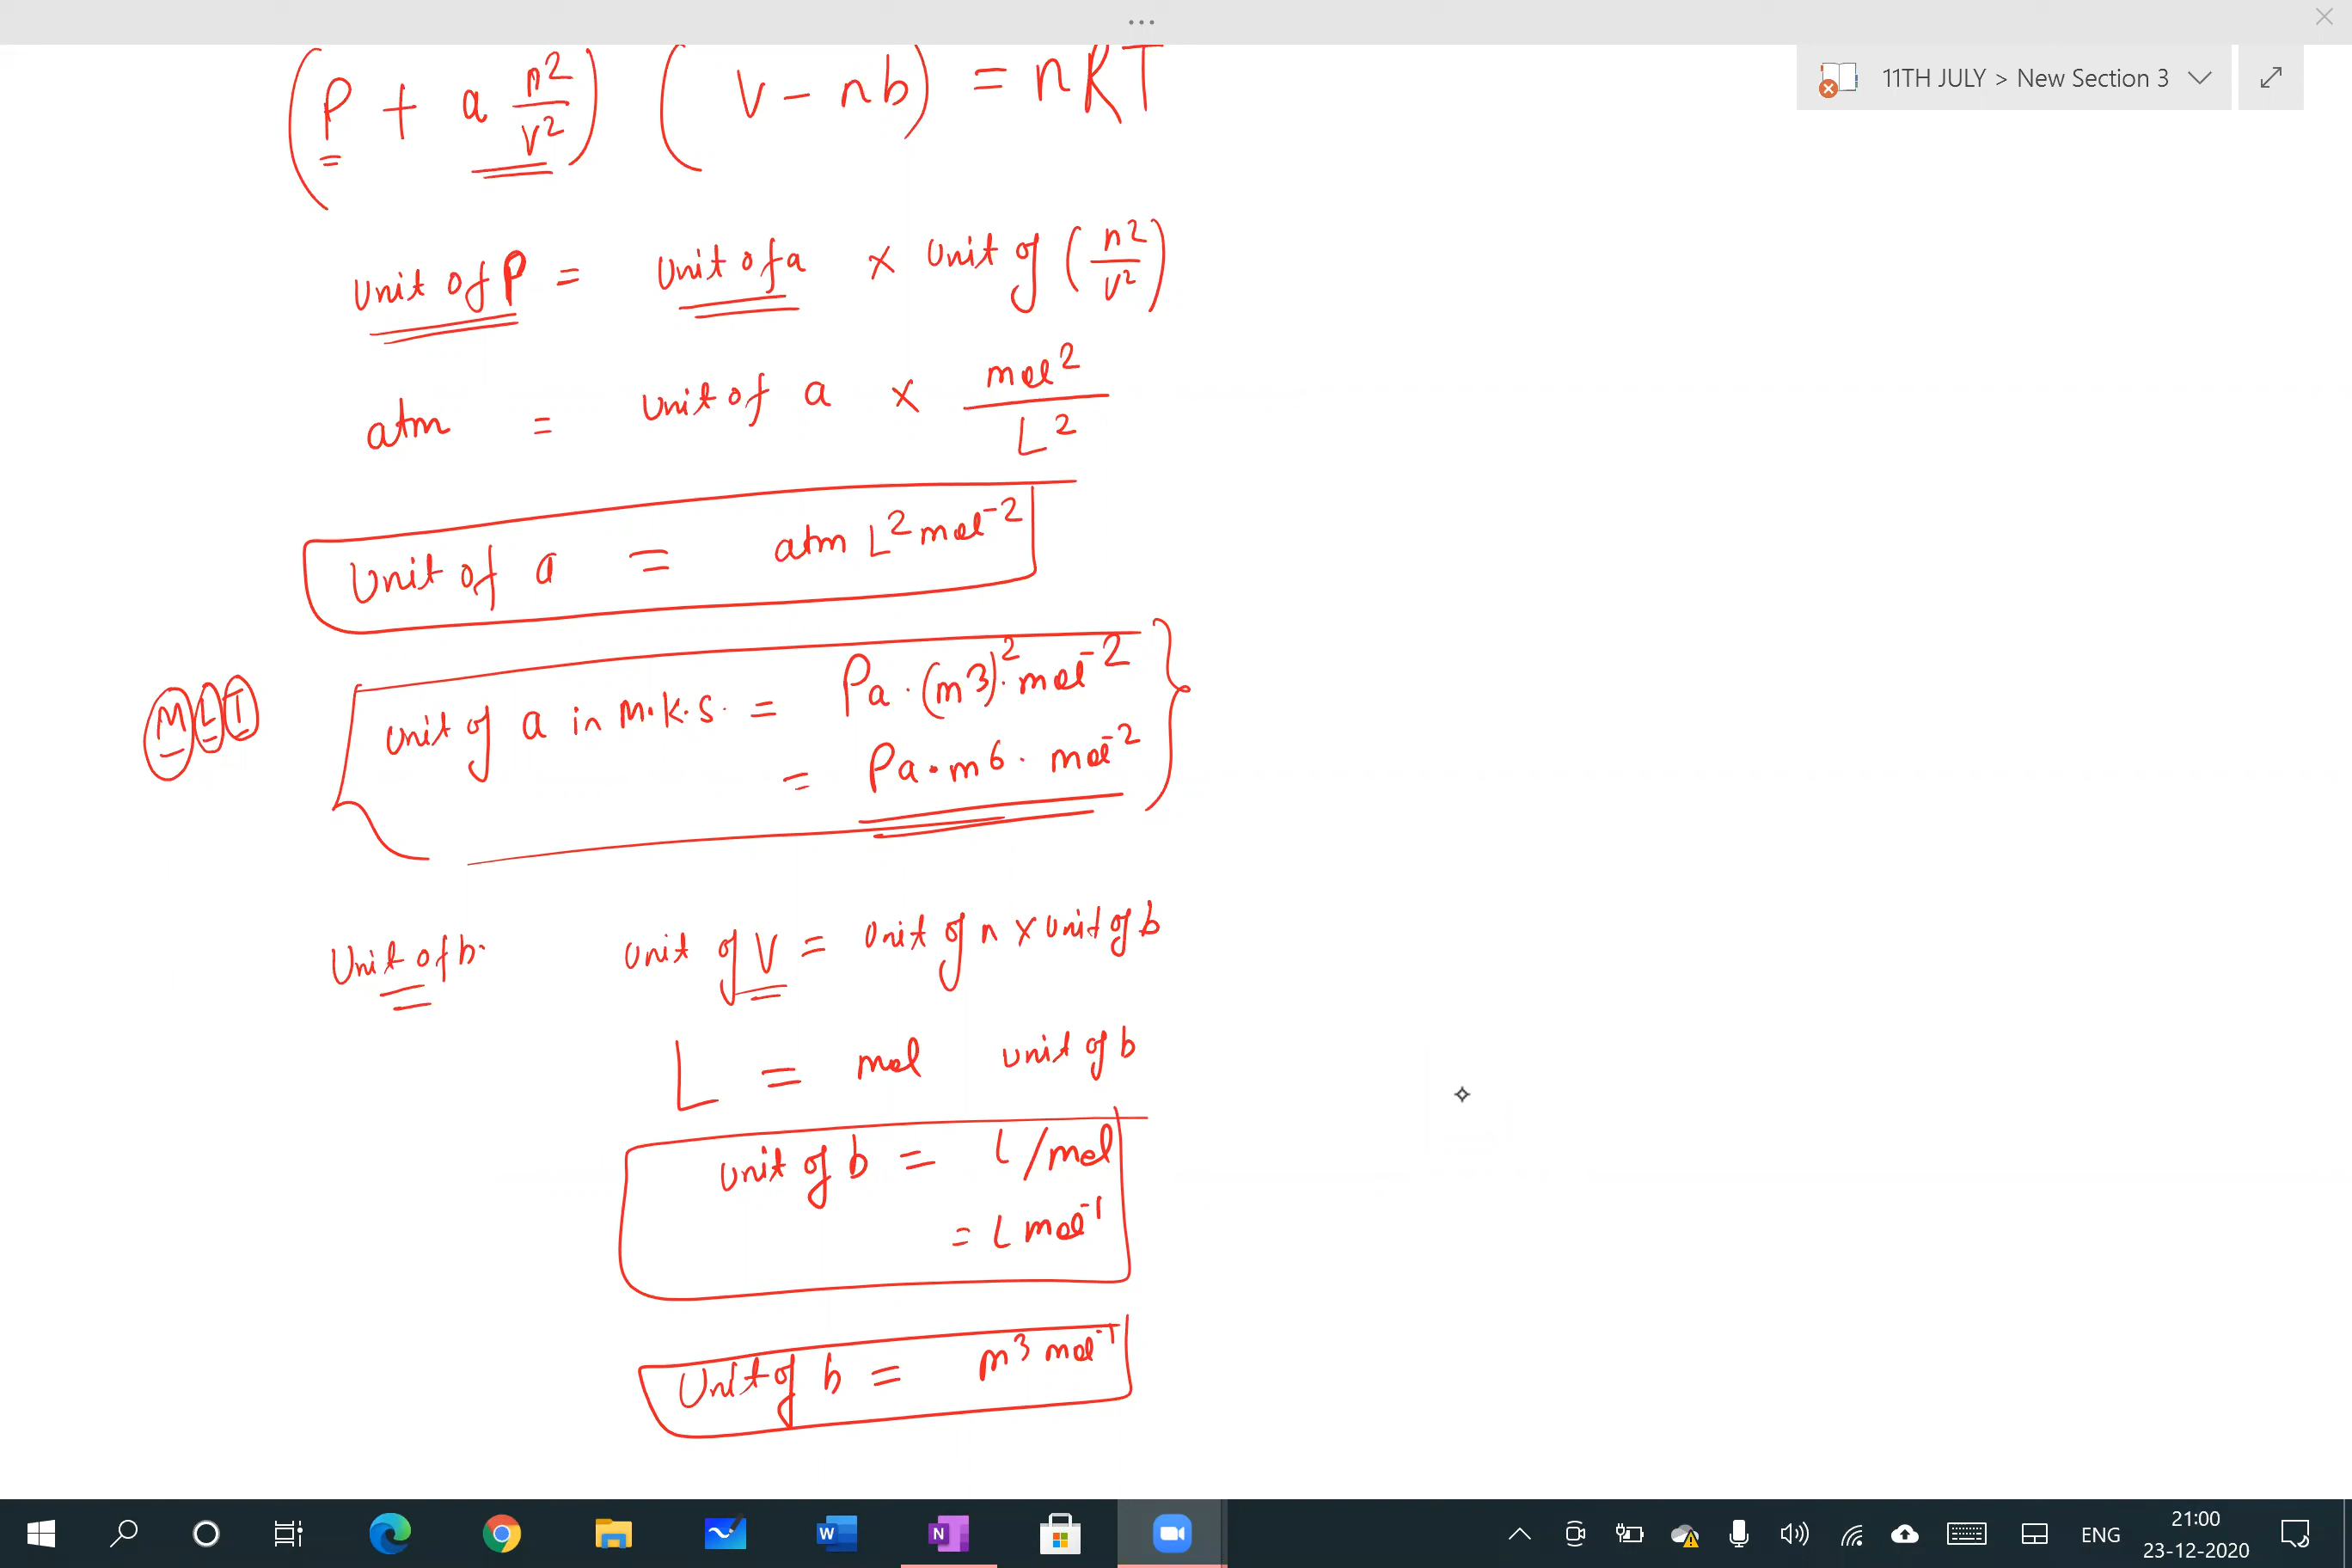 11TH JULY > New Section 3
(P + a n²/V²) (V - nb) = nRT
Unit of P = Unit of a × Unit of (n²/V²)
atm = Unit of a × mol²/L²
Unit of a = atm L² mol⁻²
MLT
Unit of a in M.K.S. = Pa · (m3)² · mol⁻²
= Pa · m6 · mol⁻²
Unit of b. Unit of V = Unit of n × Unit of b
L = mol Unit of b
Unit of b = L/mol
= L mol⁻¹
Unit of b = m³ mol⁻¹
ENG
21:00
23-12-2020